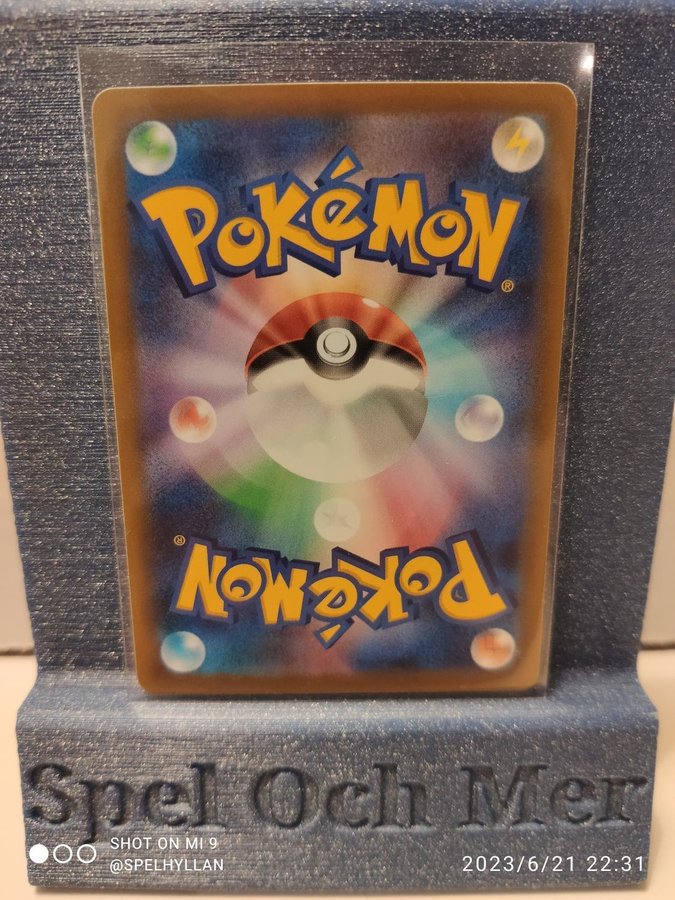 POKéMON®
POKéMON®
Spel Och Mer
SHOT ON MI 9
@SPELHYLLAN
2023/6/21 22:31